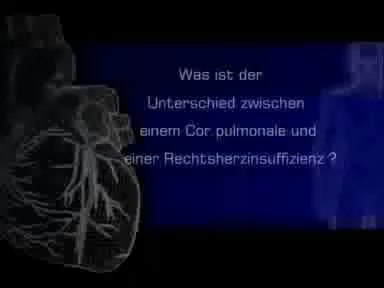 Was ist der
Unterschied zwischen
einem Cor pulmonale und
einer Rechtsherzinsuffizienz ?